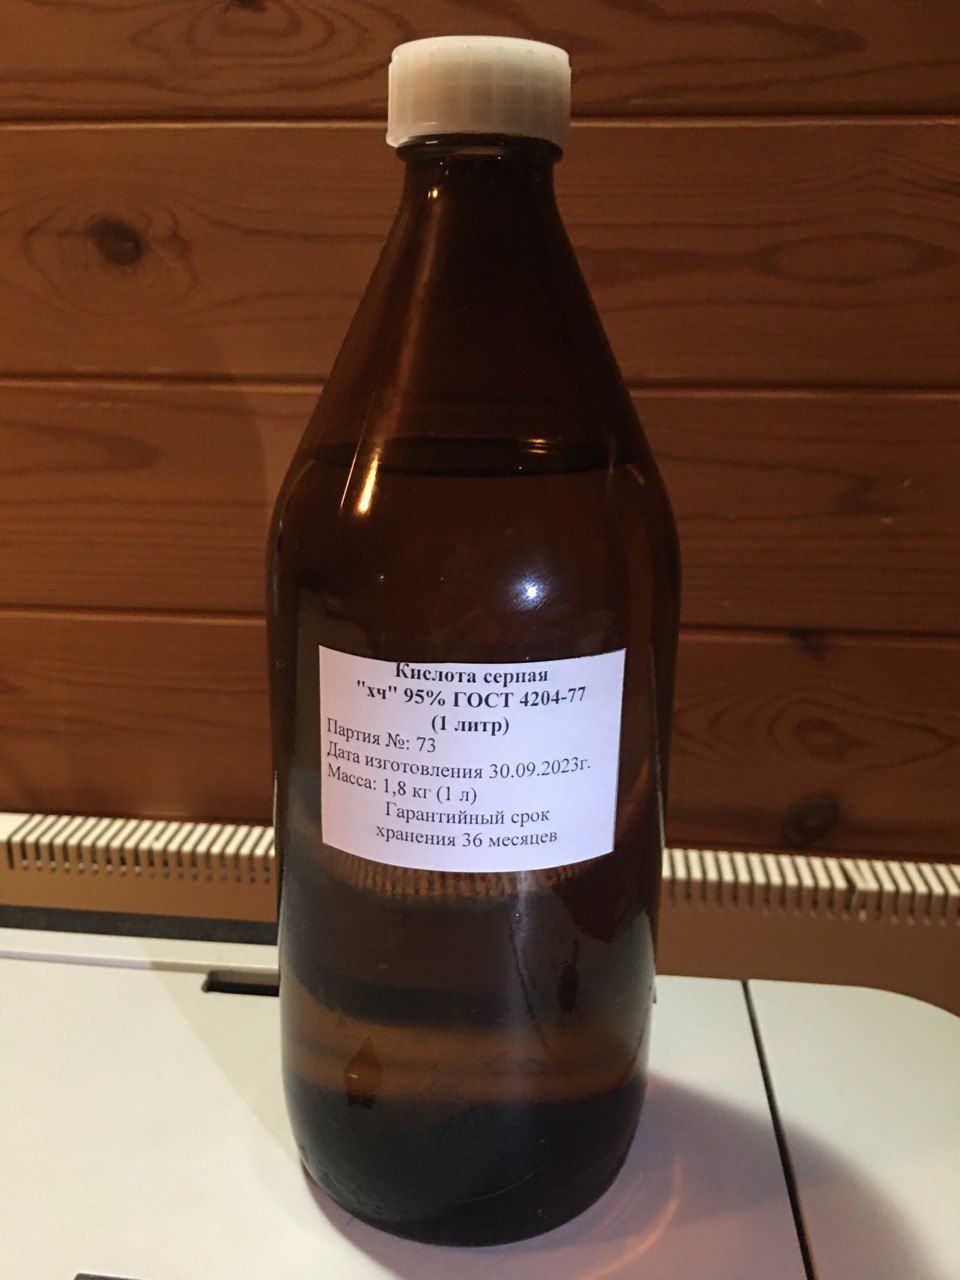 Кислота серная
"хч" 95% ГОСТ 4204-77
(1 литр)
Партия №: 73
Дата изготовления 30.09.2023г.
Масса: 1,8 кг (1 л)
Гарантийный срок
хранения 36 месяцев